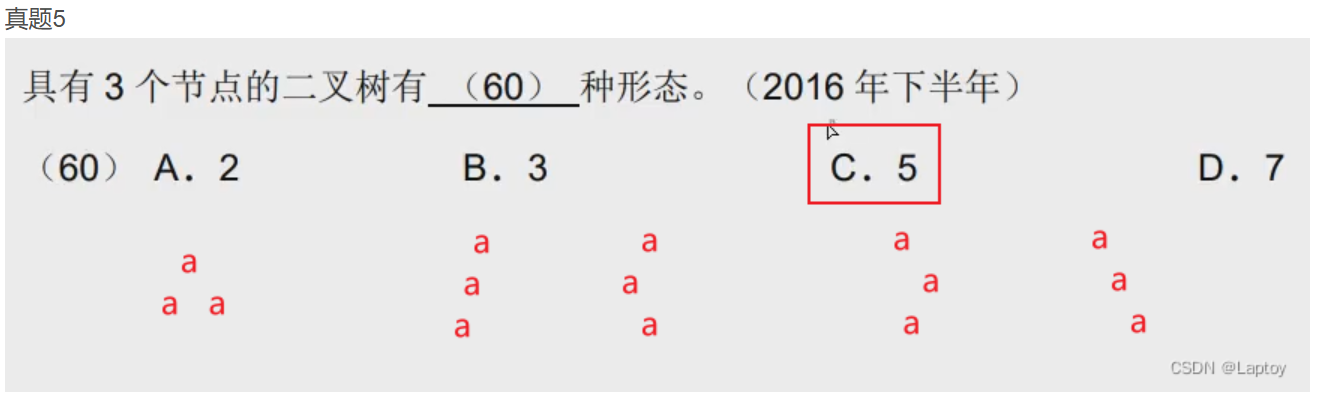 真题5
具有 3 个节点的二叉树有 （60） 种形态。（2016 年下半年）
（60） A. 2 B. 3 C. 5 D. 7
a a a a a
a a a a a a
a a a a
CSDN @Laptoy